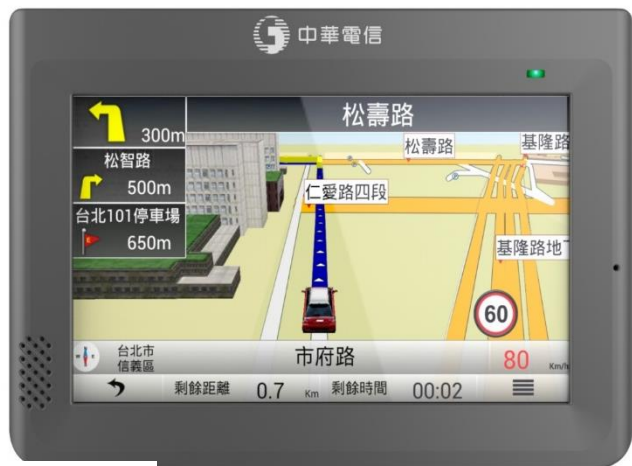 中華電信
300m
松壽路
松智路
500m
台北101停車場
650m
松壽路
基隆路
仁愛路四段
基隆路地下
60
台北市
信義區
市府路
80 Km/h
剩餘距離 0.7 Km 剩餘時間 00:02